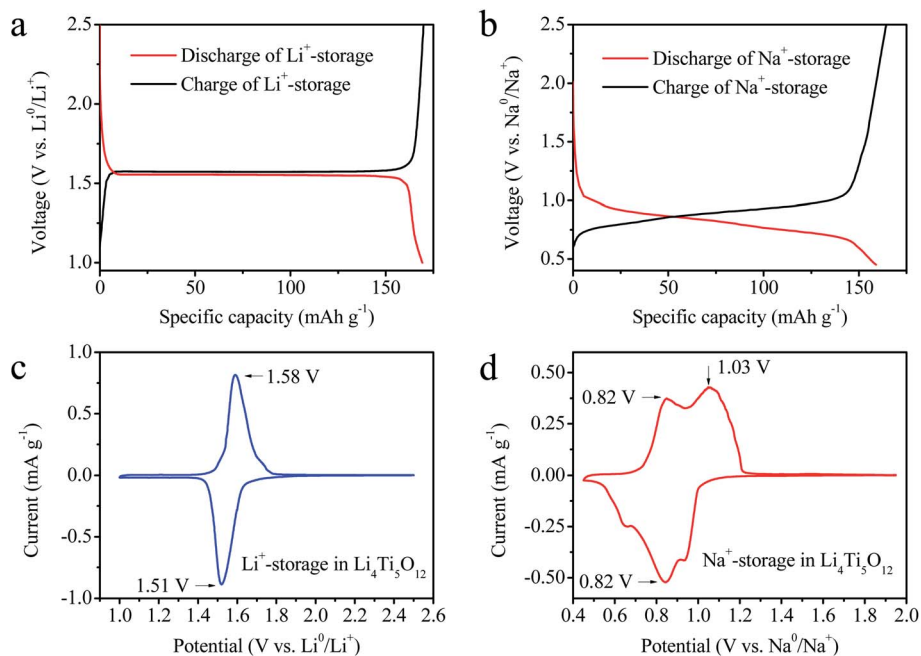 a
2.5
2.0
1.5
1.0
0
50
100
150
Voltage (V vs. Li⁰/Li⁺)
Specific capacity (mAh g⁻¹)
Discharge of Li⁺-storage
Charge of Li⁺-storage
b
2.5
2.0
1.5
1.0
0.5
0
50
100
150
Voltage (V vs. Na⁰/Na⁺)
Specific capacity (mAh g⁻¹)
Discharge of Na⁺-storage
Charge of Na⁺-storage
c
1.0
0.5
0.0
-0.5
-1.0
1.0
1.2
1.4
1.6
1.8
2.0
2.2
2.4
2.6
Current (mA g⁻¹)
Potential (V vs. Li⁰/Li⁺)
1.58 V
1.51 V
Li⁺-storage in Li₄Ti₅O₁₂
d
0.50
0.25
0.00
-0.25
-0.50
0.4
0.6
0.8
1.0
1.2
1.4
1.6
1.8
2.0
Current (mA g⁻¹)
Potential (V vs. Na⁰/Na⁺)
0.82 V
1.03 V
0.82 V
Na⁺-storage in Li₄Ti₅O₁₂